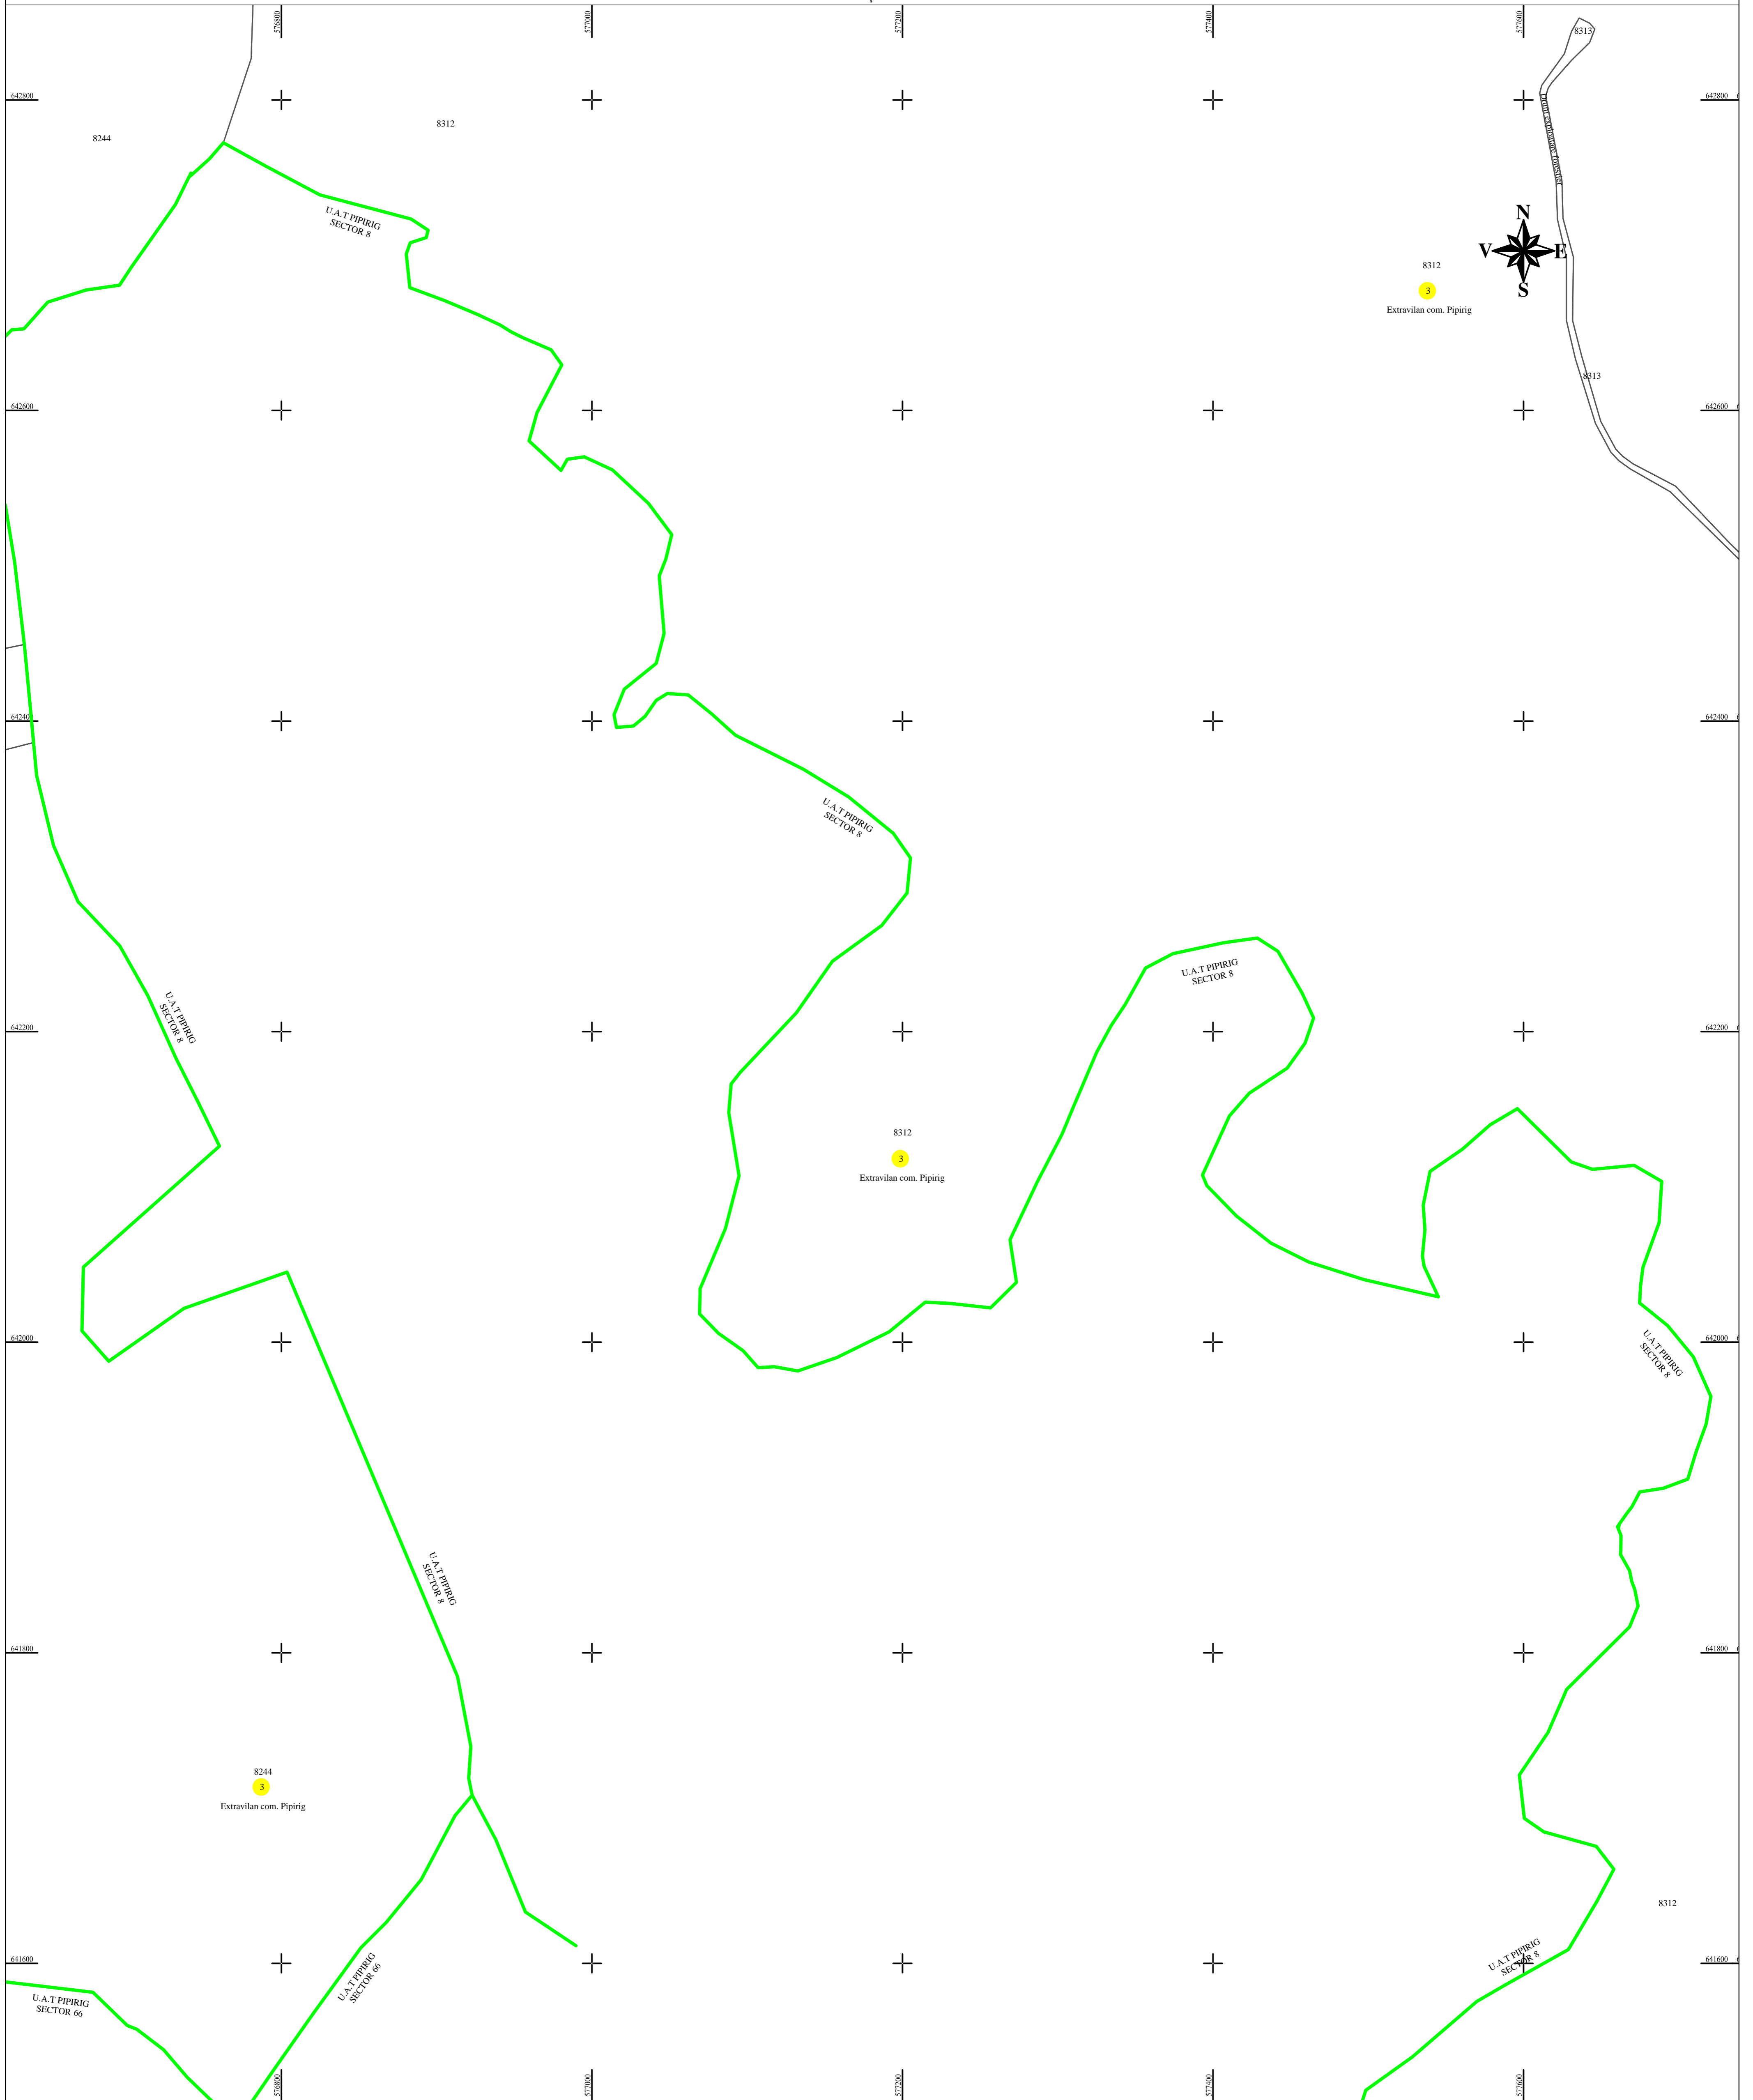 576800
577000
577200
577400
577600
8313
642800
642800
8244
8312
Drum exploatare forestier
U.A.T PIPIRIG
SECTOR 8
N
V
E
S
8312
3
Extravilan com. Pipirig
8313
642600
642600
642400
642400
U.A.T PIPIRIG
SECTOR 8
U.A.T PIPIRIG
SECTOR 8
U.A.T PIPIRIG
SECTOR 8
642200
642200
8312
3
Extravilan com. Pipirig
642000
642000
U.A.T PIPIRIG
SECTOR 8
U.A.T PIPIRIG
SECTOR 8
641800
641800
8244
3
Extravilan com. Pipirig
8312
U.A.T PIPIRIG
SECTOR 8
641600
641600
U.A.T PIPIRIG
SECTOR 66
U.A.T PIPIRIG
SECTOR 66
576800
577000
577200
577400
577600